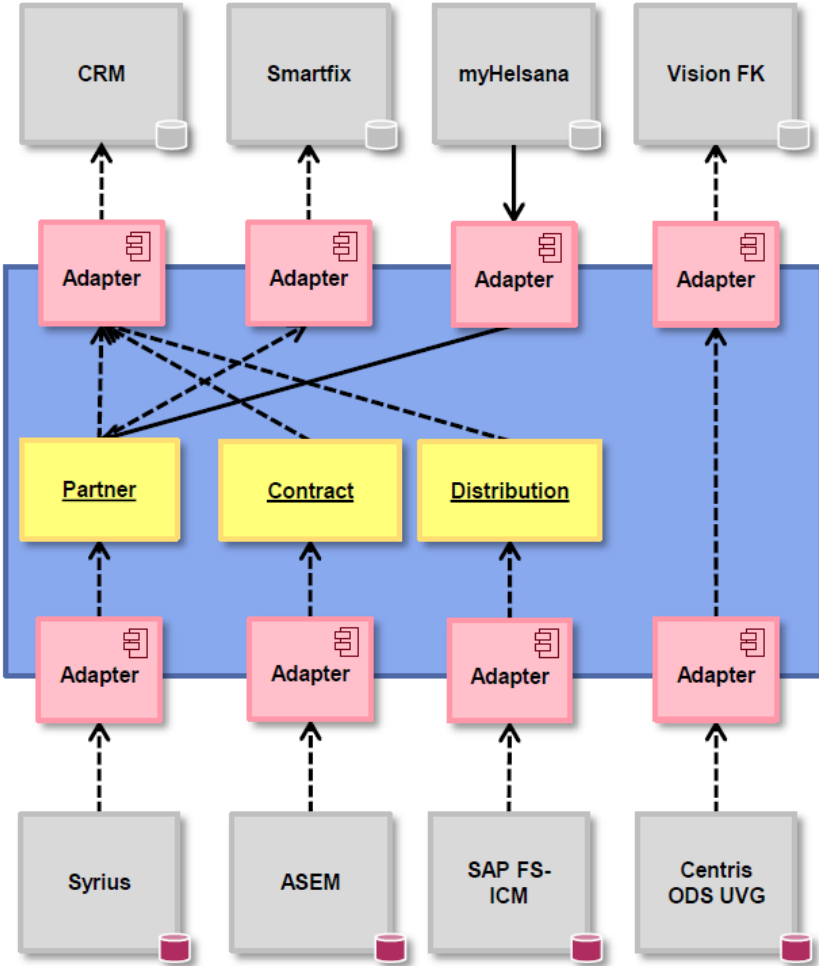 CRM
Smartfix
myHelsana
Vision FK
Adapter
Adapter
Adapter
Adapter
Partner
Contract
Distribution
Adapter
Adapter
Adapter
Adapter
Syrius
ASEM
SAP FS-
ICM
Centris
ODS UVG